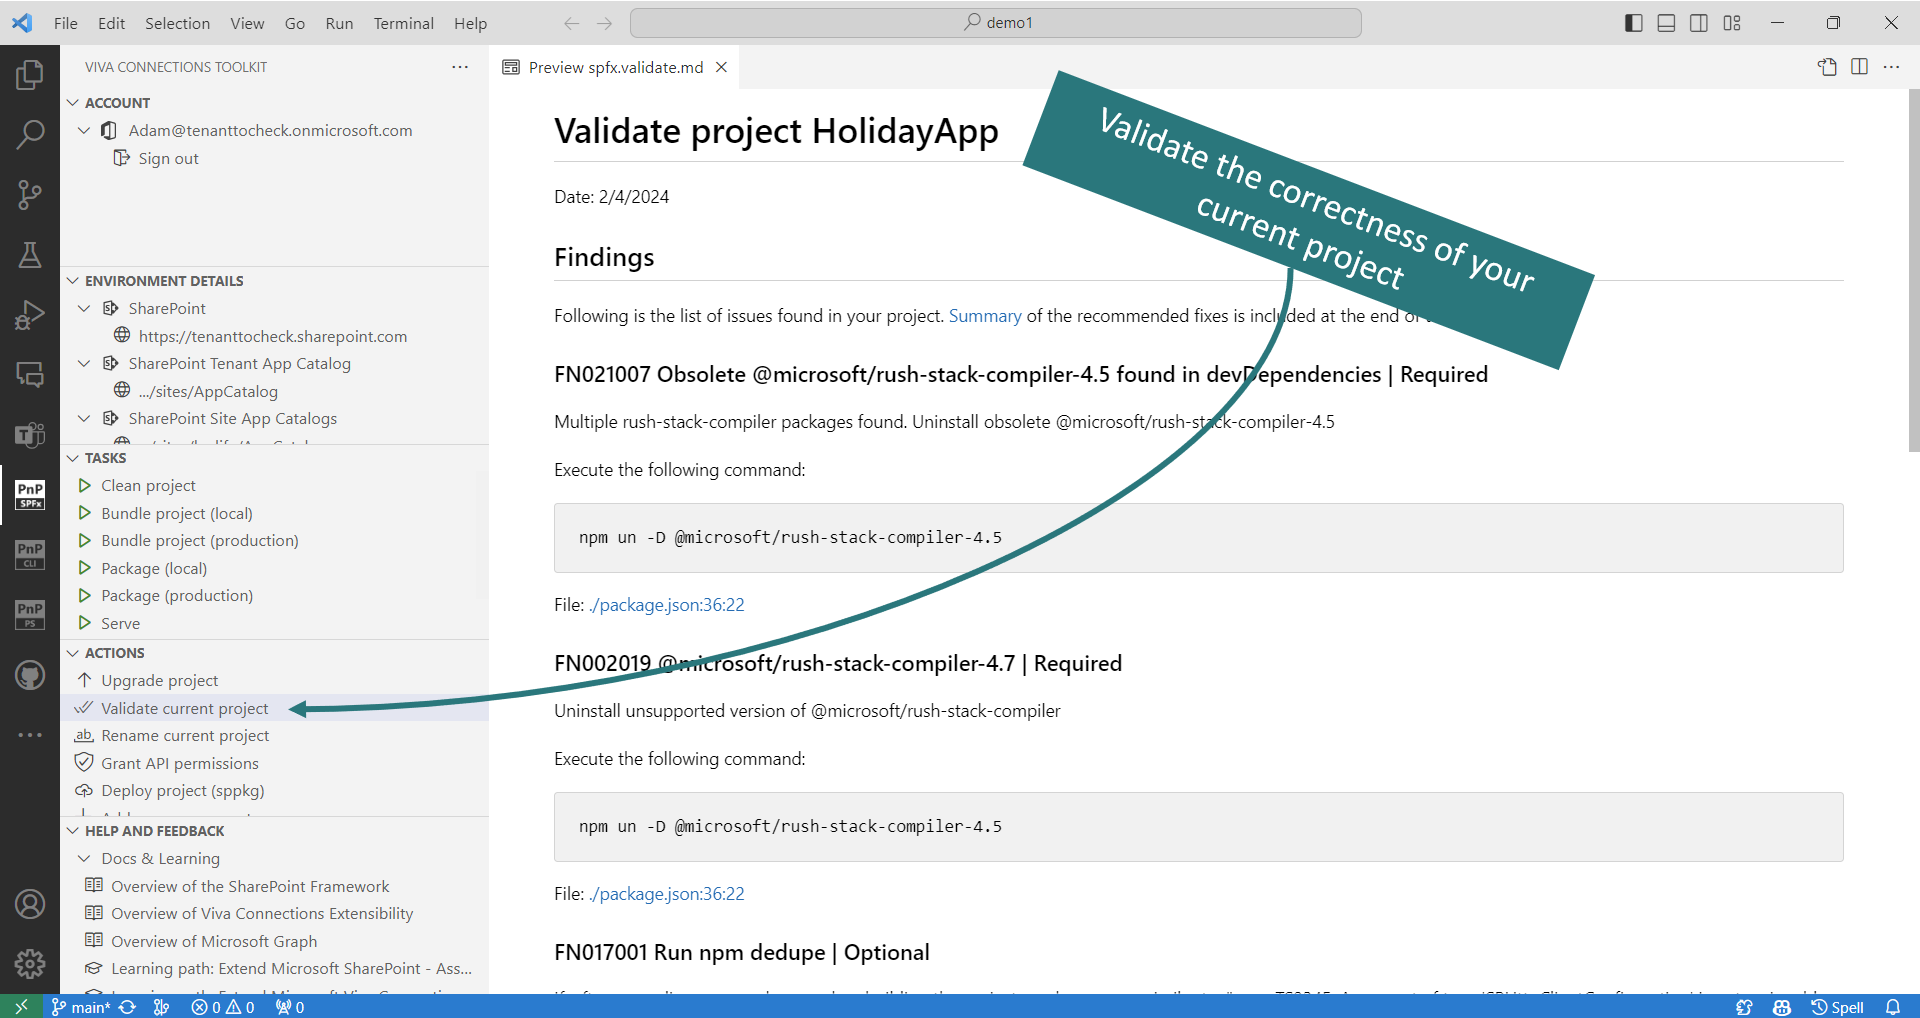 File Edit Selection View Go Run Terminal Help
demo1
VIVA CONNECTIONS TOOLKIT
ACCOUNT
Adam@tenanttocheck.onmicrosoft.com
Sign out
ENVIRONMENT DETAILS
SharePoint
https://tenanttocheck.sharepoint.com
SharePoint Tenant App Catalog
.../sites/AppCatalog
SharePoint Site App Catalogs
TASKS
Clean project
Bundle project (local)
Bundle project (production)
Package (local)
Package (production)
Serve
ACTIONS
Upgrade project
Validate current project
ab Rename current project
Grant API permissions
Deploy project (sppkg)
HELP AND FEEDBACK
Docs & Learning
Overview of the SharePoint Framework
Overview of Viva Connections Extensibility
Overview of Microsoft Graph
Learning path: Extend Microsoft SharePoint - Ass...
PnP
SPFx
PnP
CLI
PnP
PS
Preview spfx.validate.md
Validate project HolidayApp
Date: 2/4/2024
Findings
Following is the list of issues found in your project. Summary of the recommended fixes is included at the end of
FN021007 Obsolete @microsoft/rush-stack-compiler-4.5 found in devDependencies | Required
Multiple rush-stack-compiler packages found. Uninstall obsolete @microsoft/rush-stack-compiler-4.5
Execute the following command:
npm un -D @microsoft/rush-stack-compiler-4.5
File: ./package.json:36:22
FN002019 @microsoft/rush-stack-compiler-4.7 | Required
Uninstall unsupported version of @microsoft/rush-stack-compiler
Execute the following command:
npm un -D @microsoft/rush-stack-compiler-4.5
File: ./package.json:36:22
FN017001 Run npm dedupe | Optional
Validate the correctness of your
current project
main* 0 0 0 Spell